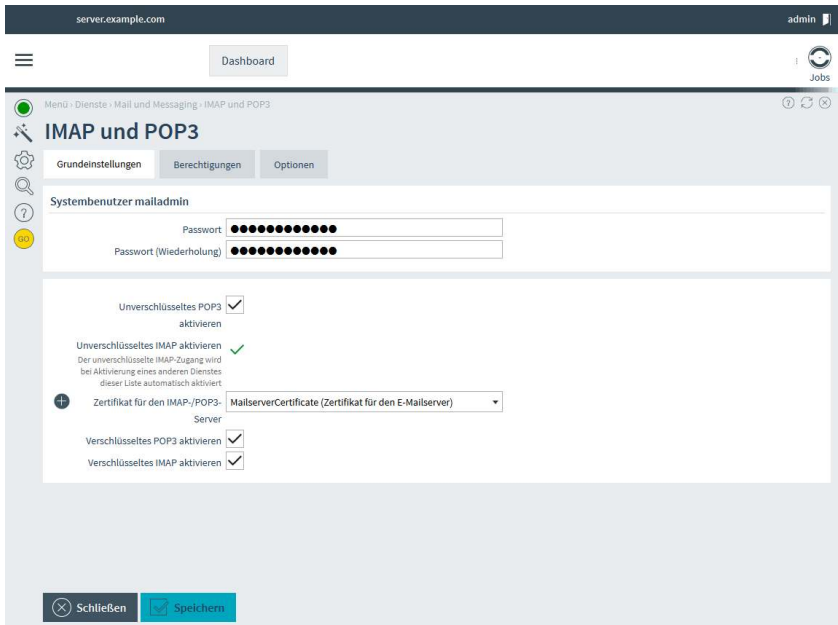 server.example.com
admin
Dashboard
Jobs
Menü › Dienste › Mail und Messaging › IMAP und POP3
IMAP und POP3
GO
Grundeinstellungen
Berechtigungen
Optionen
Systembenutzer mailadmin
Passwort
Passwort (Wiederholung)
Unverschlüsseltes POP3
aktivieren
Unverschlüsseltes IMAP aktivieren
Der unverschlüsselte IMAP-Zugang wird
bei Aktivierung eines anderen Dienstes
dieser Liste automatisch aktiviert
Zertifikat für den IMAP-/POP3-
Server
MailserverCertificate (Zertifikat für den E-Mailserver)
Verschlüsseltes POP3 aktivieren
Verschlüsseltes IMAP aktivieren
Schließen
Speichern